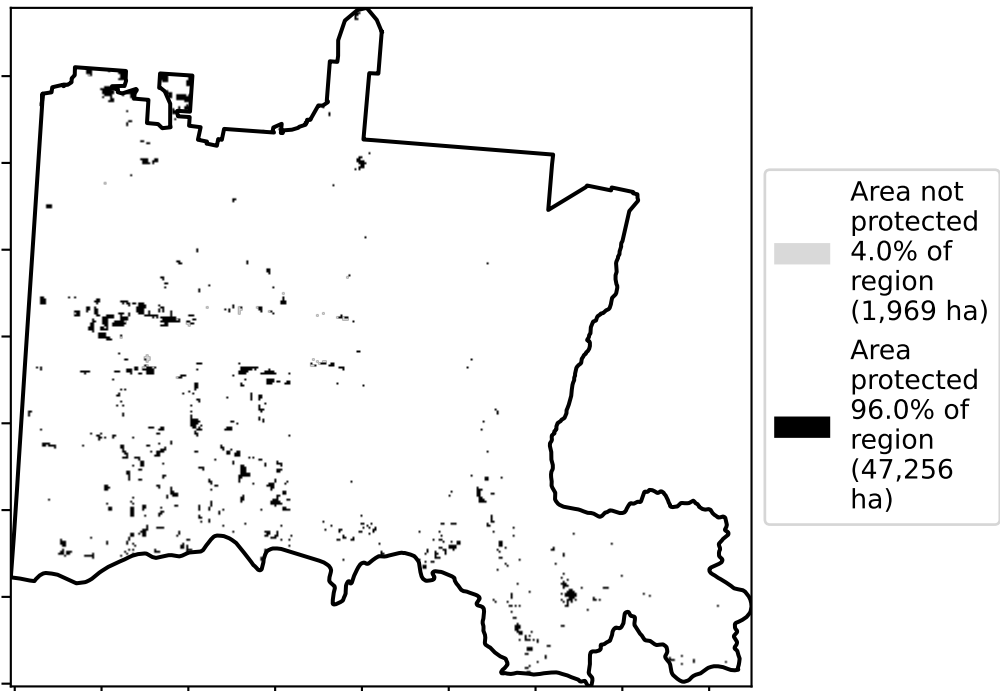 Area not
protected
4.0% of
region
(1,969 ha)
Area
protected
96.0% of
region
(47,256
ha)